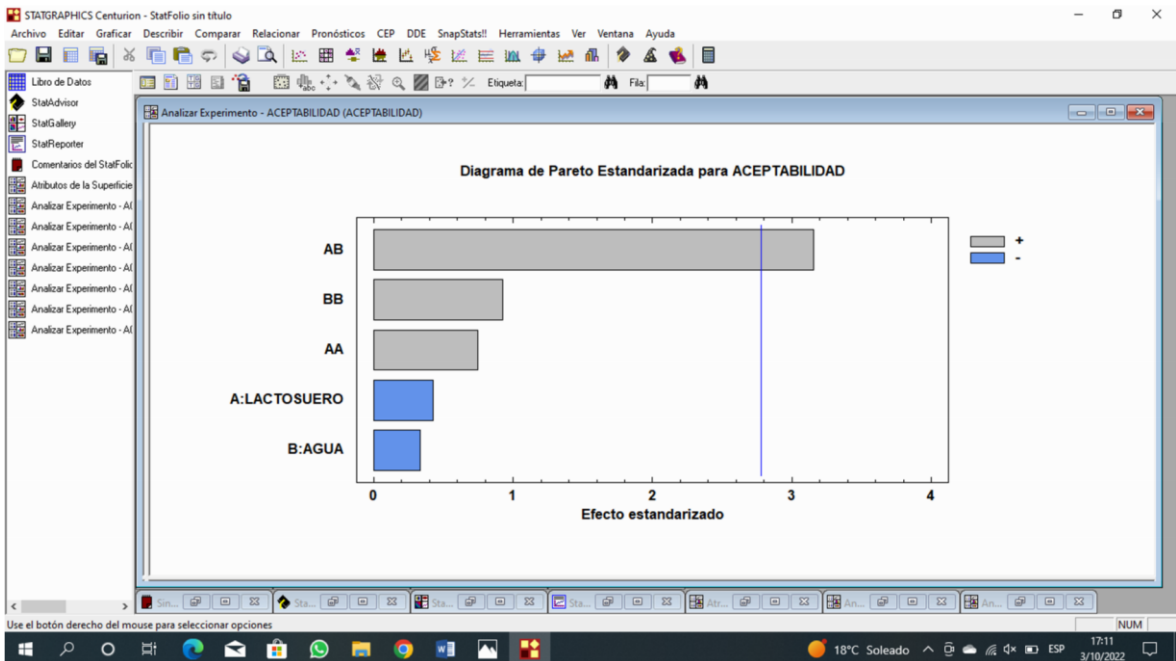 STATGRAPHICS Centurion - StatFolio sin título
Archivo Editar Graficar Describir Comparar Relacionar Pronósticos CEP DDE SnapStats!! Herramientas Ver Ventana Ayuda
Etiqueta: Fila:
Libro de Datos
StatAdvisor
StatGallery
StatReporter
Comentarios del StatFolio
Atributos de la Superficie
Analizar Experimento - A
Analizar Experimento - A
Analizar Experimento - A
Analizar Experimento - A
Analizar Experimento - A
Analizar Experimento - A
Analizar Experimento - A
Analizar Experimento - ACEPTABILIDAD (ACEPTABILIDAD)
Diagrama de Pareto Estandarizada para ACEPTABILIDAD
AB
BB
AA
A:LACTOSUERO
B:AGUA
+
-
0 1 2 3 4
Efecto estandarizado
Sin... Sta... Sta... Sta... Atr... An... An...
Use el botón derecho del mouse para seleccionar opciones
NUM
18°C Soleado ESP
17:11
3/10/2022